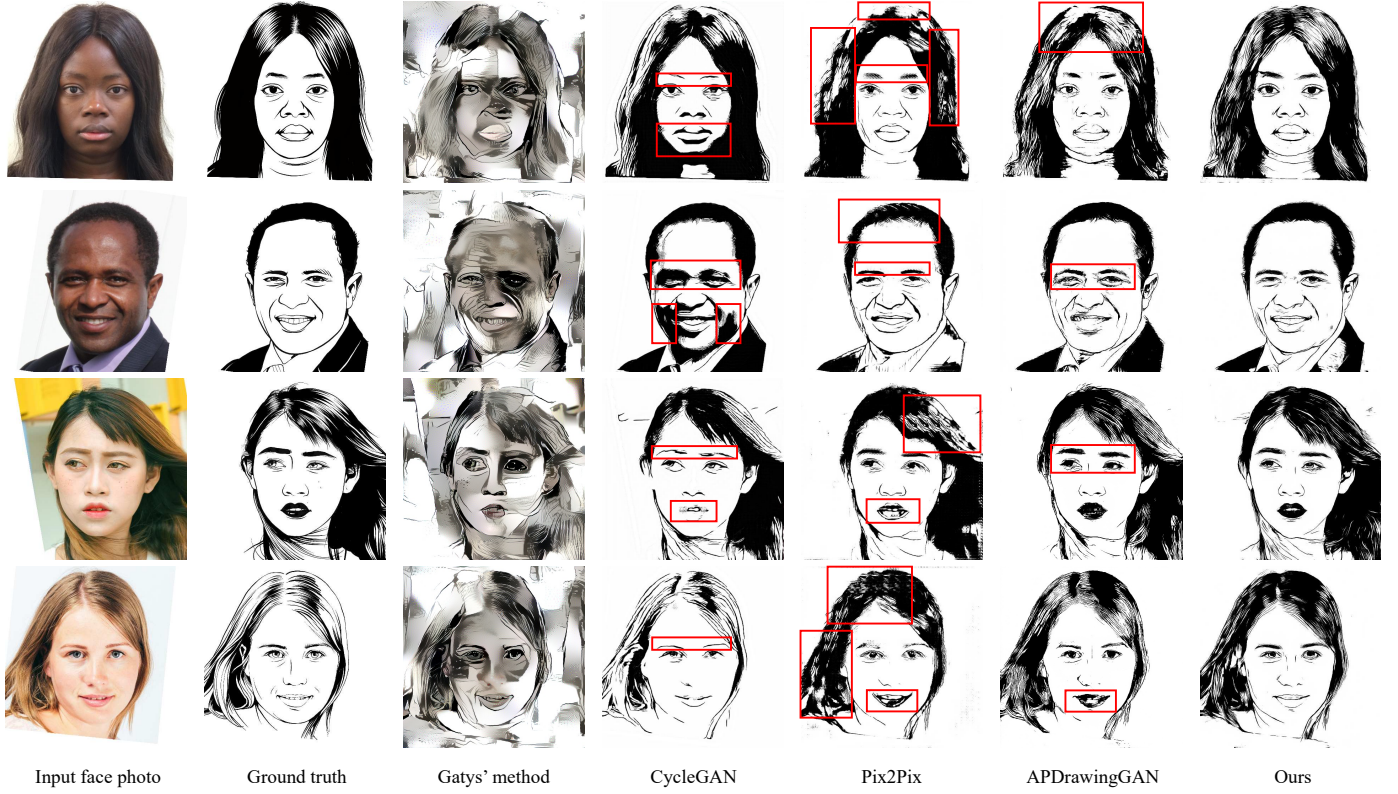 Input face photo
Ground truth
Gatys’ method
CycleGAN
Pix2Pix
APDrawingGAN
Ours